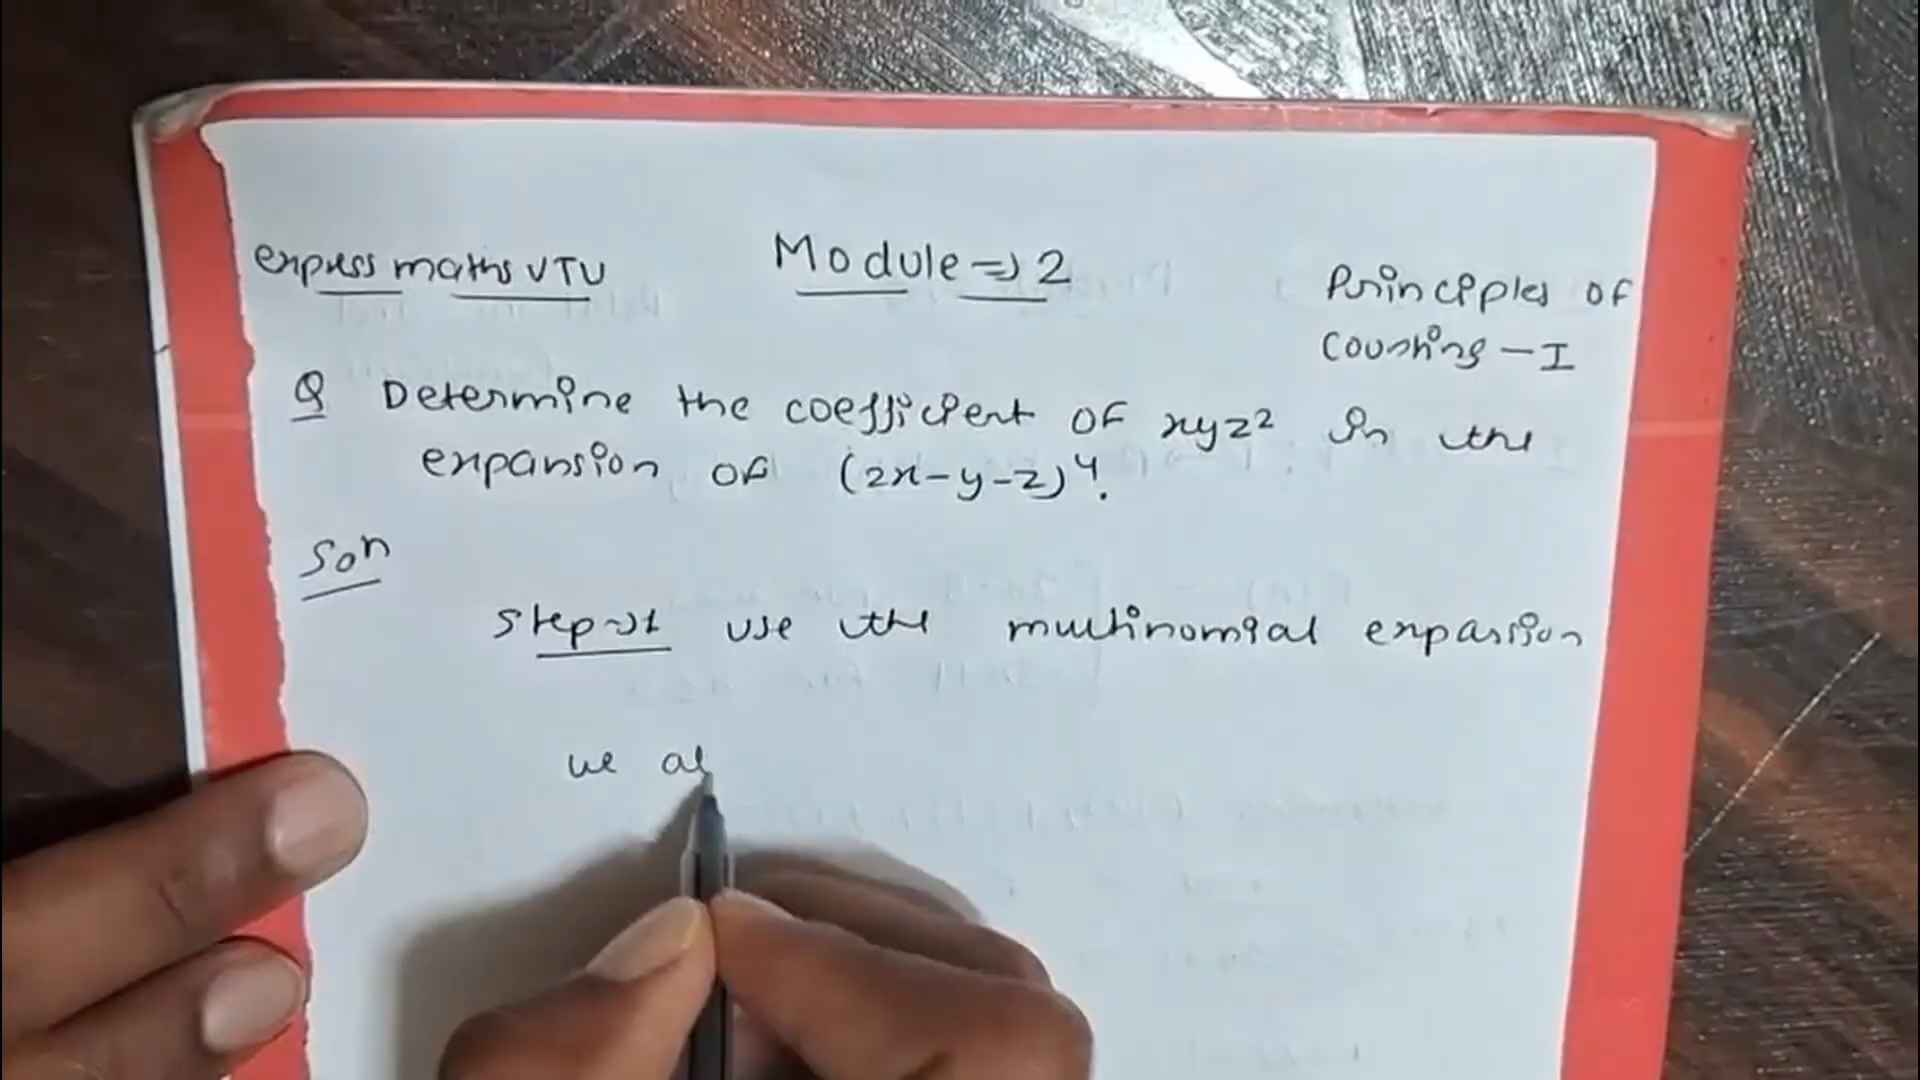 express maths VTU
Module => 2
Principles of
counting - I
Q Determine the coefficient of xyz² in the
expansion of (2x-y-z)⁴.
Soln
Step→1 use the multinomial expansion
we al